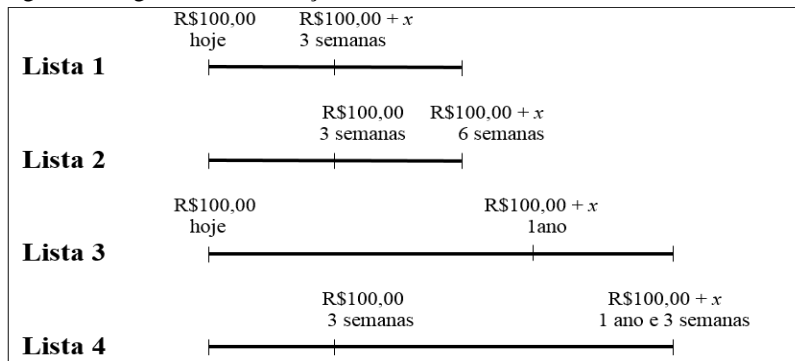 R$100,00 R$100,00 + x
hoje 3 semanas
Lista 1
R$100,00 R$100,00 + x
3 semanas 6 semanas
Lista 2
R$100,00 R$100,00 + x
hoje 1ano
Lista 3
R$100,00 R$100,00 + x
3 semanas 1 ano e 3 semanas
Lista 4